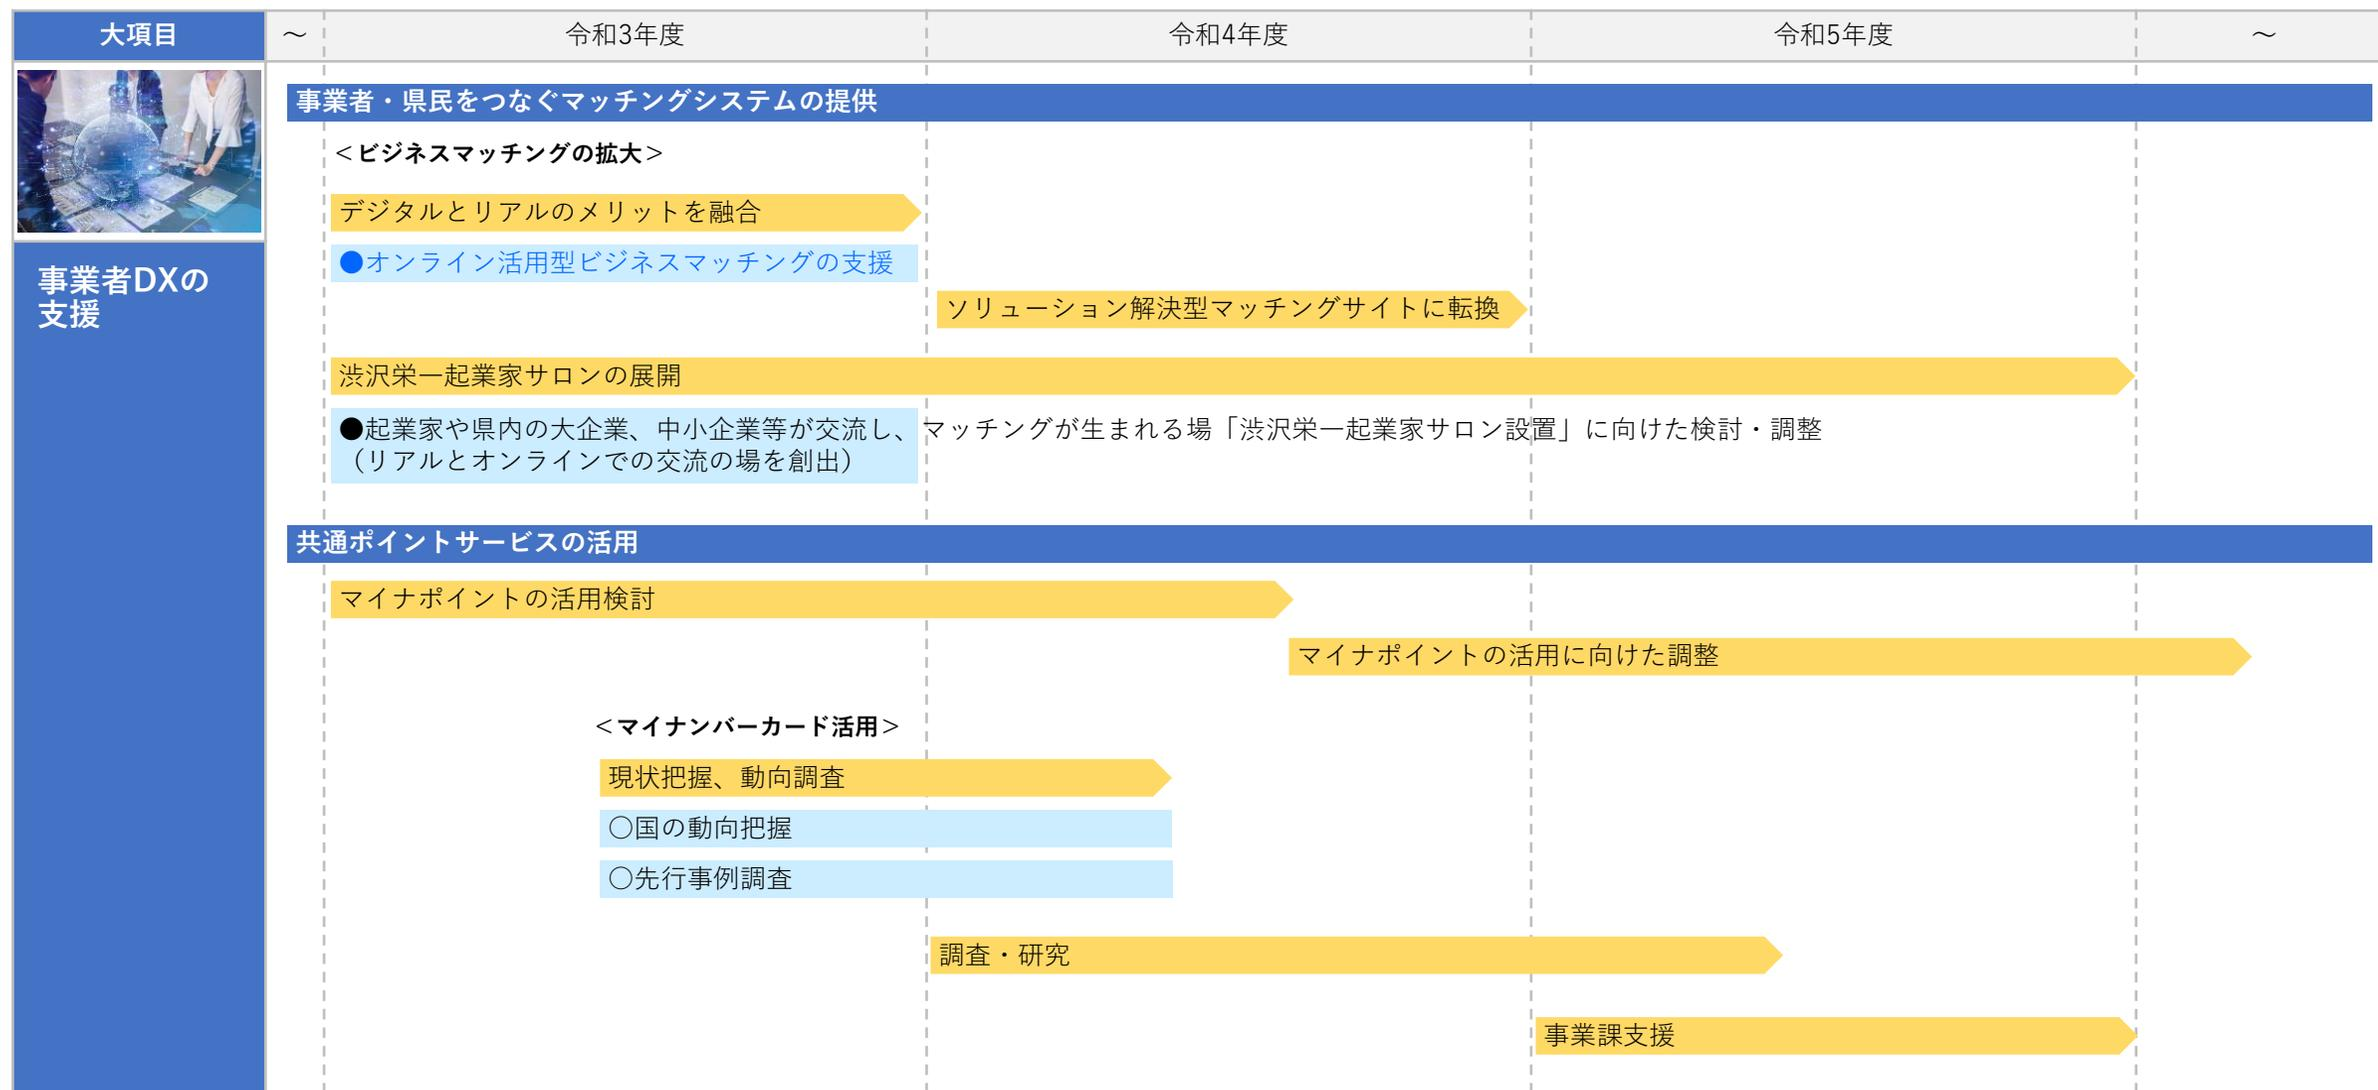 大項目
～
令和3年度
令和4年度
令和5年度
～
事業者DXの
支援
事業者・県民をつなぐマッチングシステムの提供
＜ビジネスマッチングの拡大＞
デジタルとリアルのメリットを融合
●オンライン活用型ビジネスマッチングの支援
ソリューション解決型マッチングサイトに転換
渋沢栄一起業家サロンの展開
●起業家や県内の大企業、中小企業等が交流し、マッチングが生まれる場「渋沢栄一起業家サロン設置」に向けた検討・調整
（リアルとオンラインでの交流の場を創出）
共通ポイントサービスの活用
マイナポイントの活用検討
マイナポイントの活用に向けた調整
＜マイナンバーカード活用＞
現状把握、動向調査
○国の動向把握
○先行事例調査
調査・研究
事業課支援